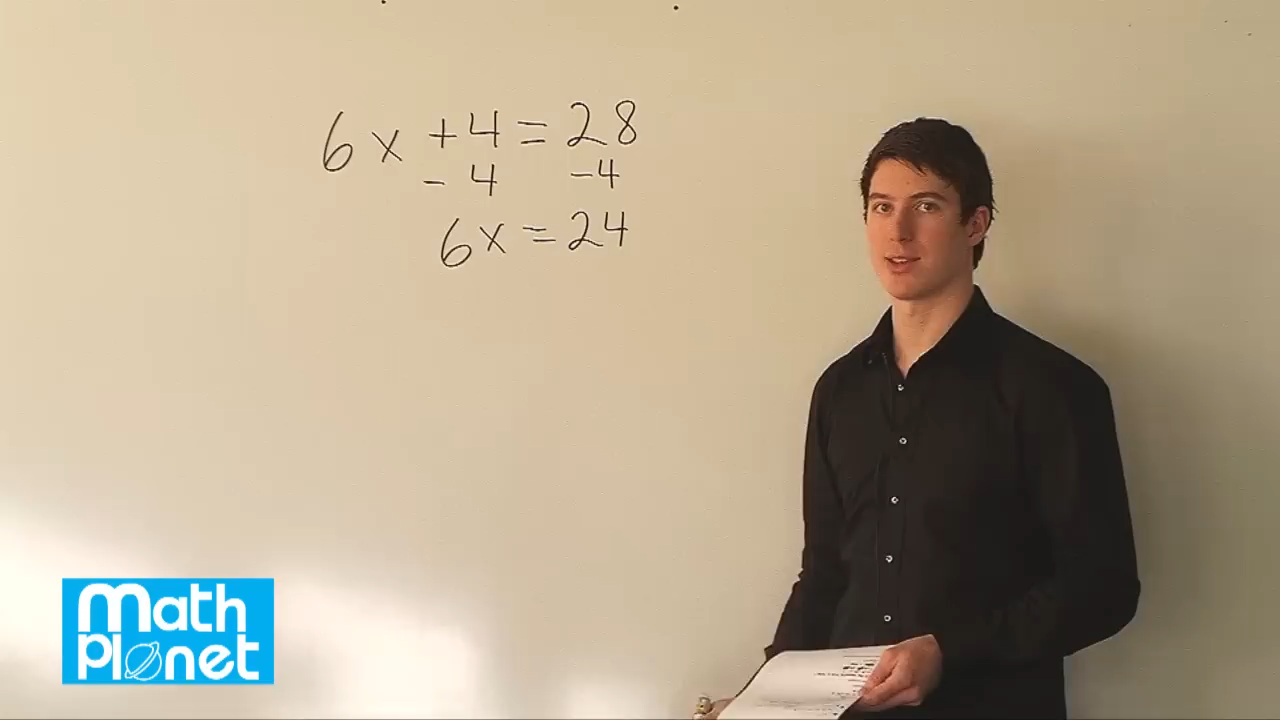 6x + 4 = 28
- 4 - 4
6x = 24
Math
Planet